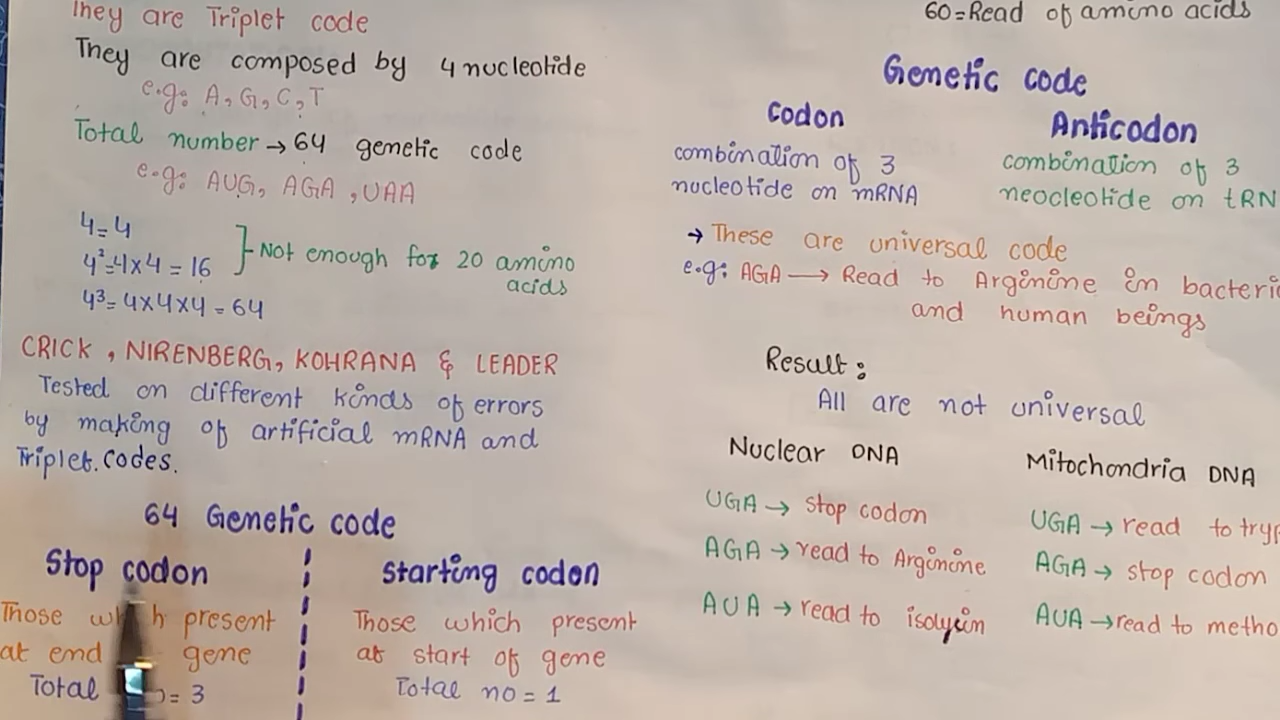 They are Triplet code
They are composed by 4 nucleotide
e.g: A, G, C, T
Total number → 64 genetic code
e.g: AUG, AGA, UAA
4 = 4
4² = 4x4 = 16
} Not enough for 20 amino
acids
4³ = 4x4x4 = 64
CRICK, NIRENBERG, KOHRANA & LEADER
Tested on different kinds of errors
by making of artificial mRNA and
Triplet codes.
64 Genetic code
Stop codon
Those which present
at end gene
Total = 3
Starting codon
Those which present
at start of gene
Total no = 1
60 = Read of amino acids
Genetic code
Codon
combination of 3
nucleotide on mRNA
Anticodon
combination of 3
neocleotide on tRN
→ These are universal code
e.g: AGA → Read to Arginine in bacteri
and human beings
Result:
All are not universal
Nuclear DNA
UGA → stop codon
AGA → read to Arginine
AUA → read to
Mitochondria DNA
UGA → read to tryp
AGA → stop codon
AUA → read to metho